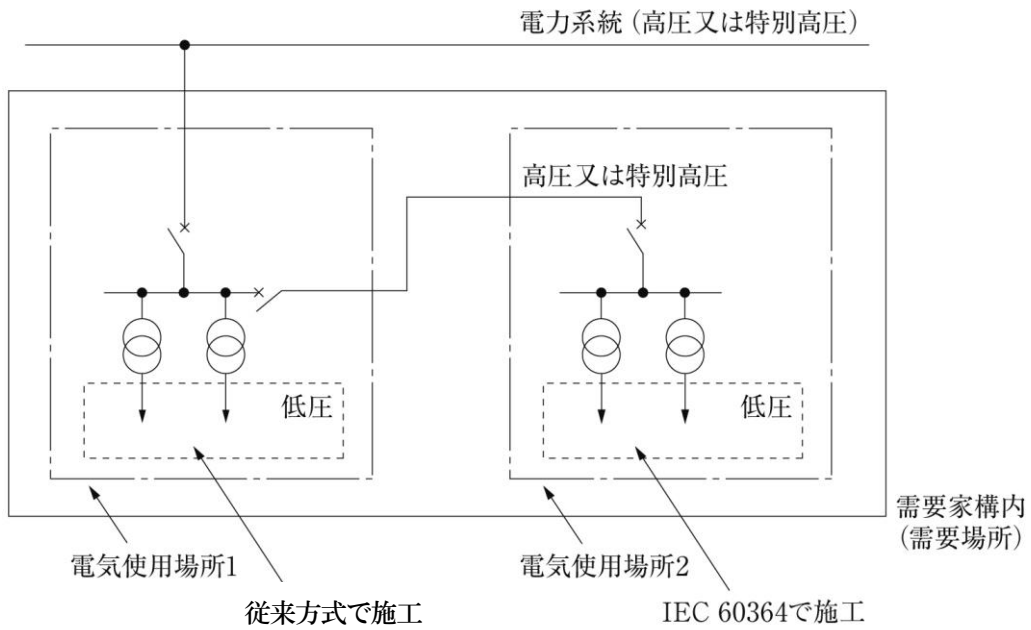 電力系統（高圧又は特別高圧）
高圧又は特別高圧
低圧
低圧
需要家構内
（需要場所）
電気使用場所1
電気使用場所2
従来方式で施工
IEC 60364で施工